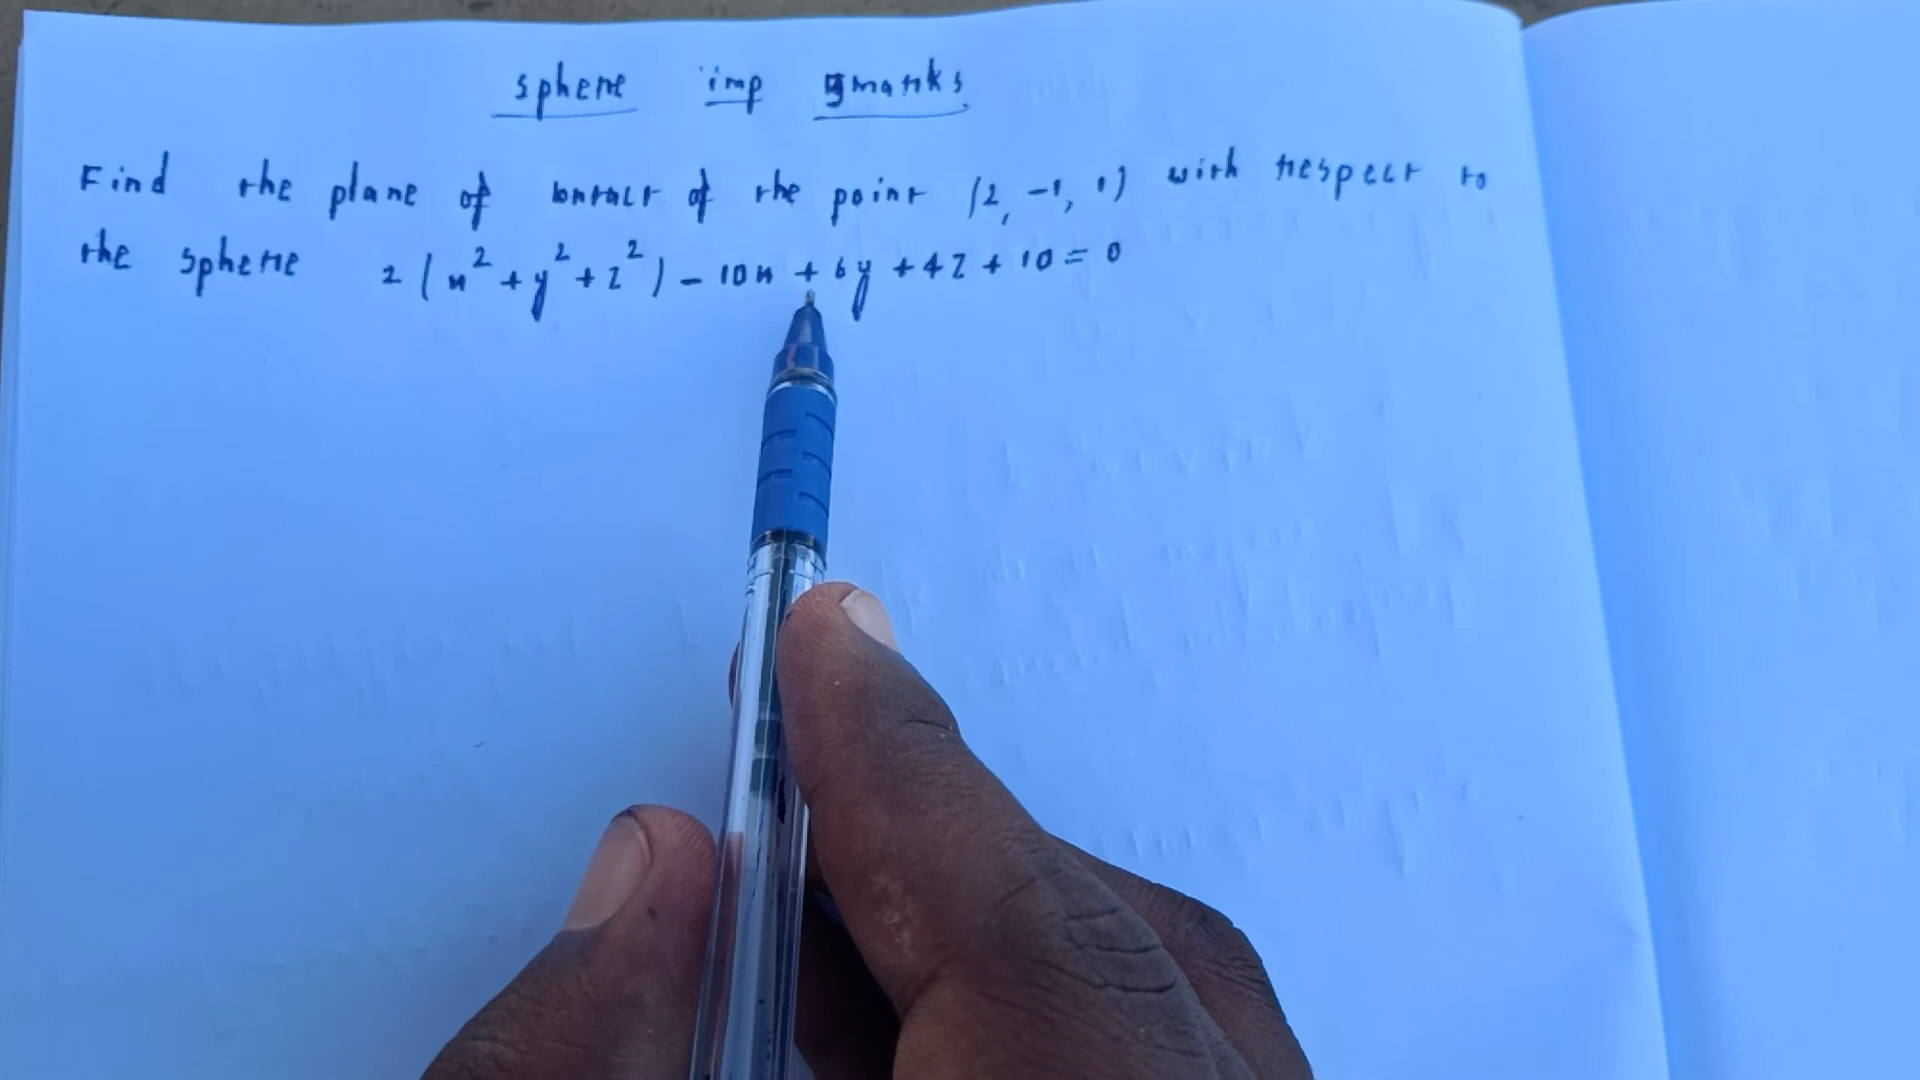 sphere imp 5marks
Find the plane of contact of the point (2, -1, 1) with respect to
the sphere 2(x² + y² + z²) - 10x + 6y + 4z + 10 = 0